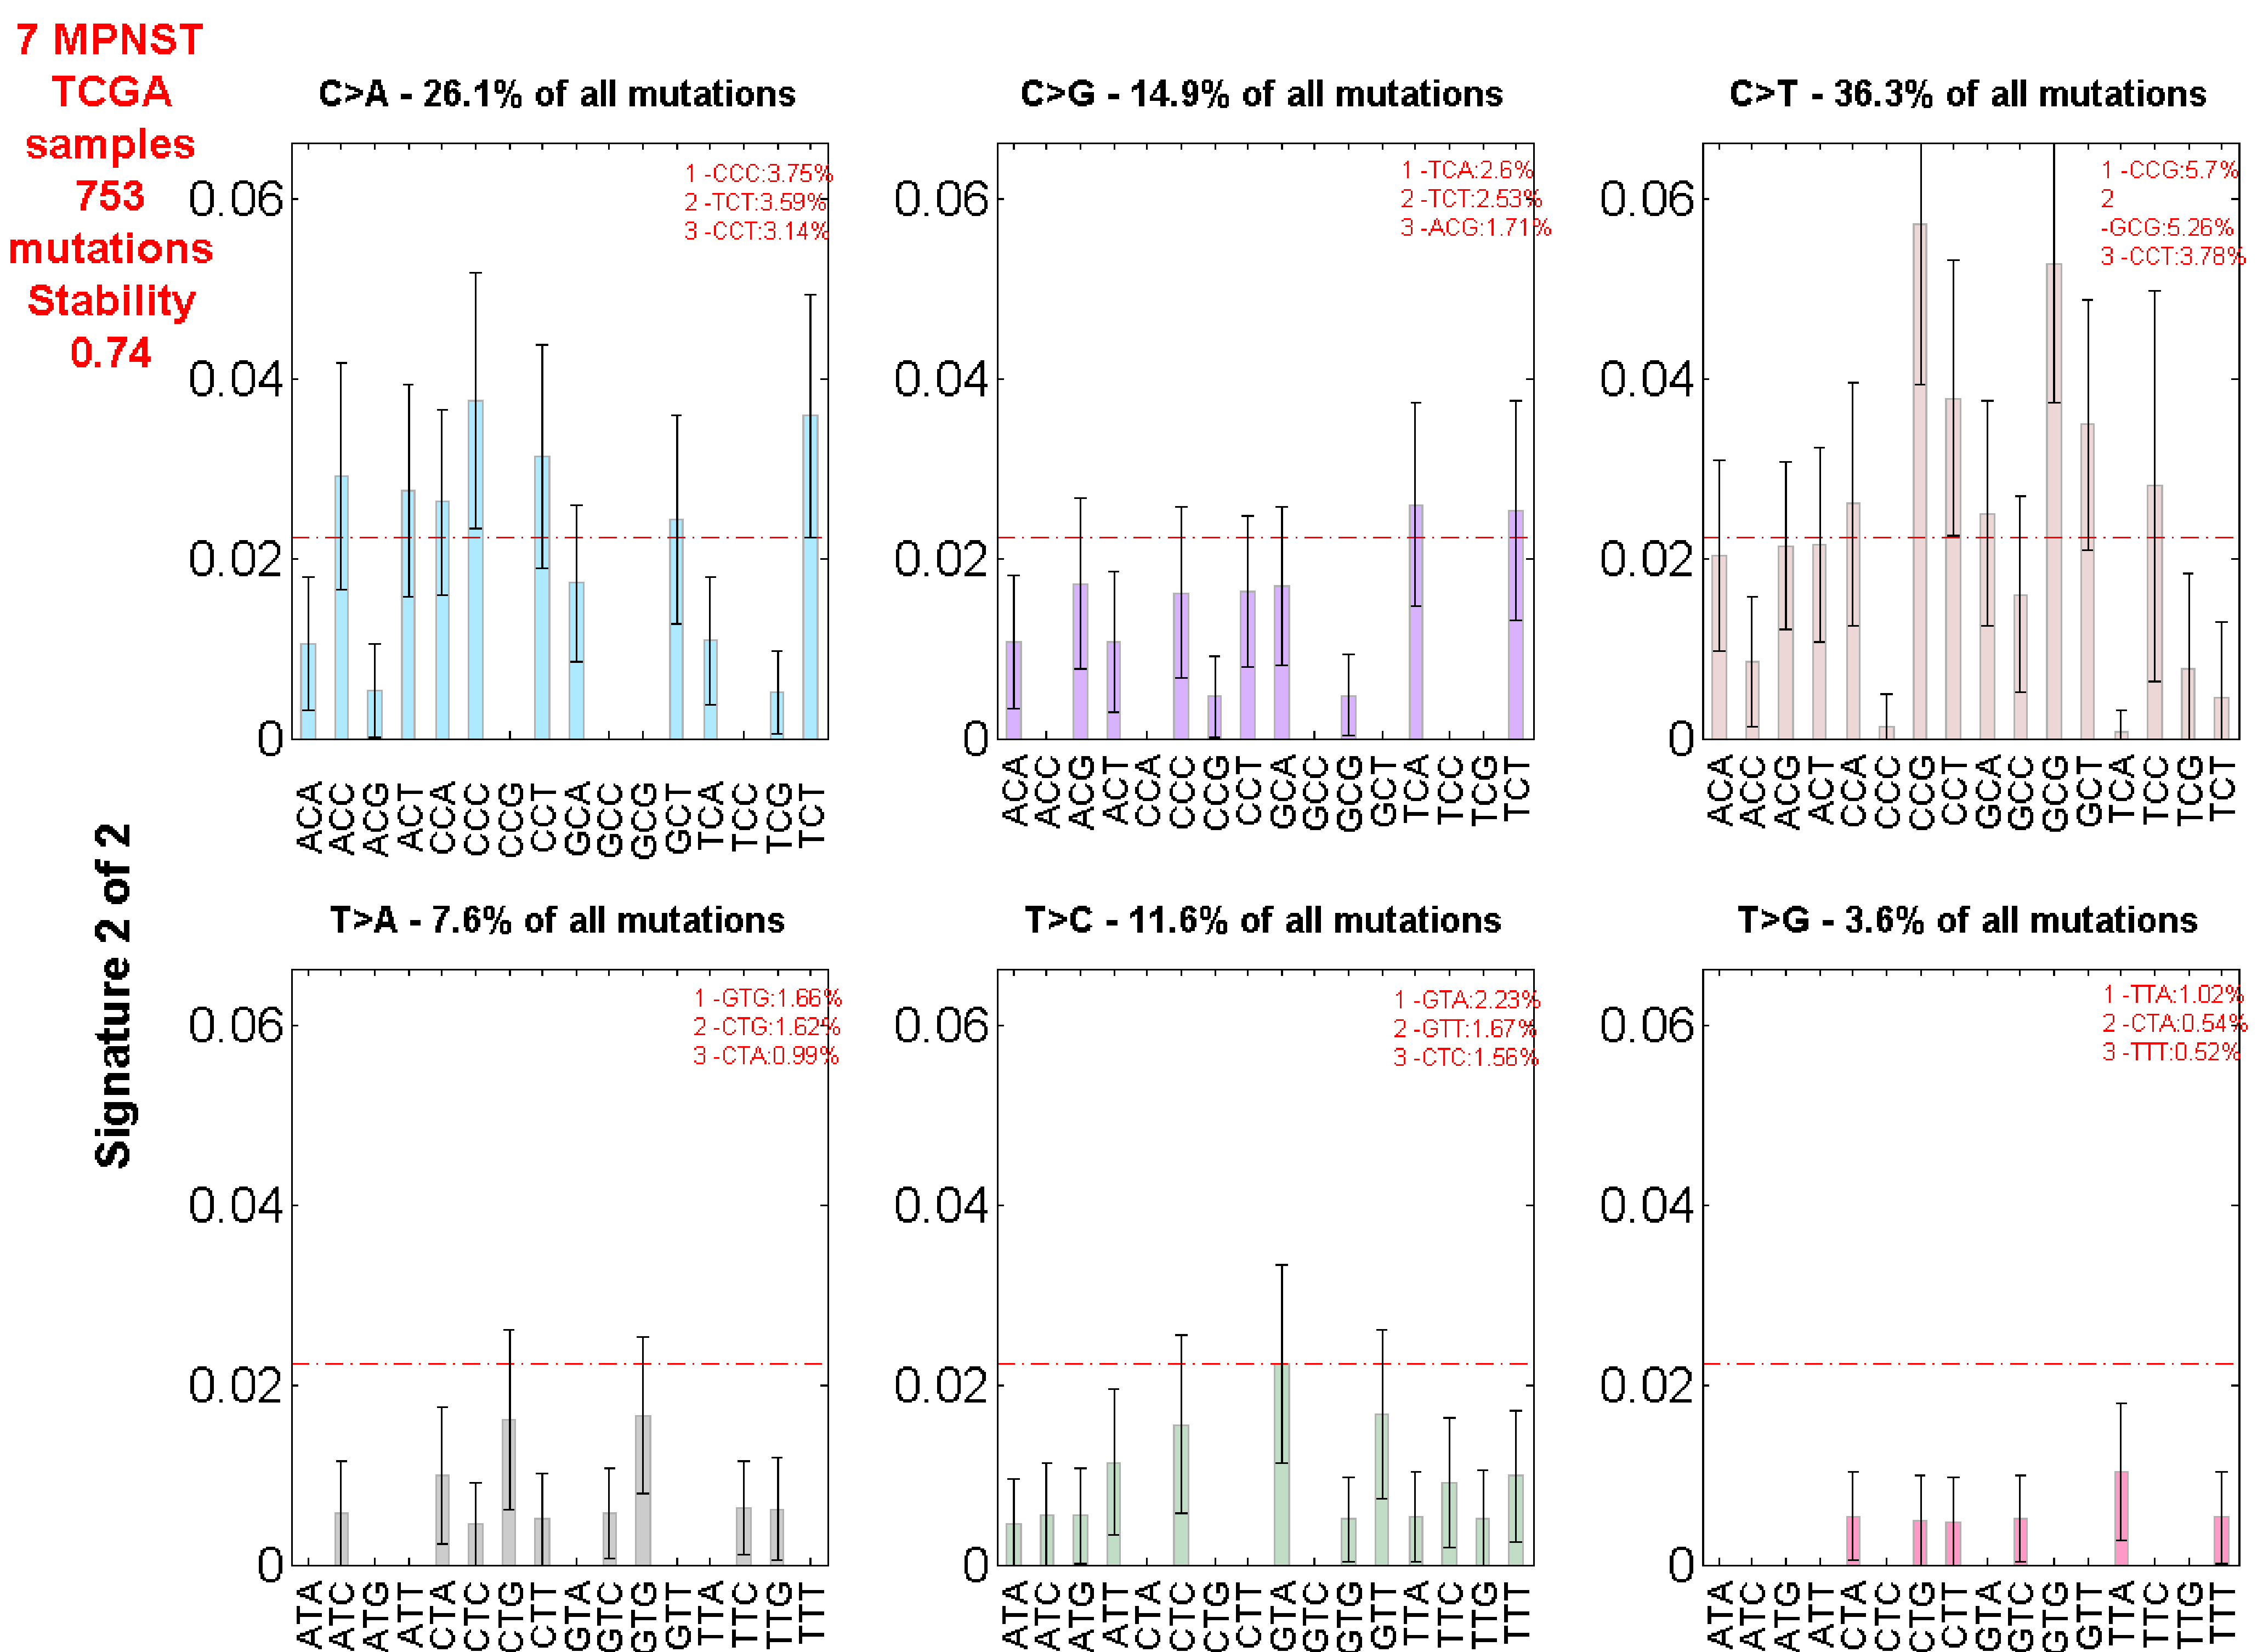 7 MPNST
TCGA
samples
753
mutations
Stability
0.74
Signature 2 of 2
C>A - 26.1% of all mutations
1 -CCC:3.75%
2 -TCT:3.59%
3 -CCT:3.14%
0.06
0.04
0.02
0
ACA ACC ACG ACT CCA CCC CCG CCT GCA GCC GCG GCT TCA TCC TCG TCT
C>G - 14.9% of all mutations
1 -TCA:2.6%
2 -TCT:2.53%
3 -ACG:1.71%
0.06
0.04
0.02
0
ACA ACC ACG ACT CCA CCC CCG CCT GCA GCC GCG GCT TCA TCC TCG TCT
C>T - 36.3% of all mutations
1 -CCG:5.7%
2
-GCG:5.26%
3 -CCT:3.78%
0.06
0.04
0.02
0
ACA ACC ACG ACT CCA CCC CCG CCT GCA GCC GCG GCT TCA TCC TCG TCT
T>A - 7.6% of all mutations
1 -GTG:1.66%
2 -CTG:1.62%
3 -CTA:0.99%
0.06
0.04
0.02
0
ATA ATC ATG ATT CTA CTC CTG CTT GTA GTC GTG GTT TTA TTC TTG TTT
T>C - 11.6% of all mutations
1 -GTA:2.23%
2 -GTT:1.67%
3 -CTC:1.56%
0.06
0.04
0.02
0
ATA ATC ATG ATT CTA CTC CTG CTT GTA GTC GTG GTT TTA TTC TTG TTT
T>G - 3.6% of all mutations
1 -TTA:1.02%
2 -CTA:0.54%
3 -TTT:0.52%
0.06
0.04
0.02
0
ATA ATC ATG ATT CTA CTC CTG CTT GTA GTC GTG GTT TTA TTC TTG TTT